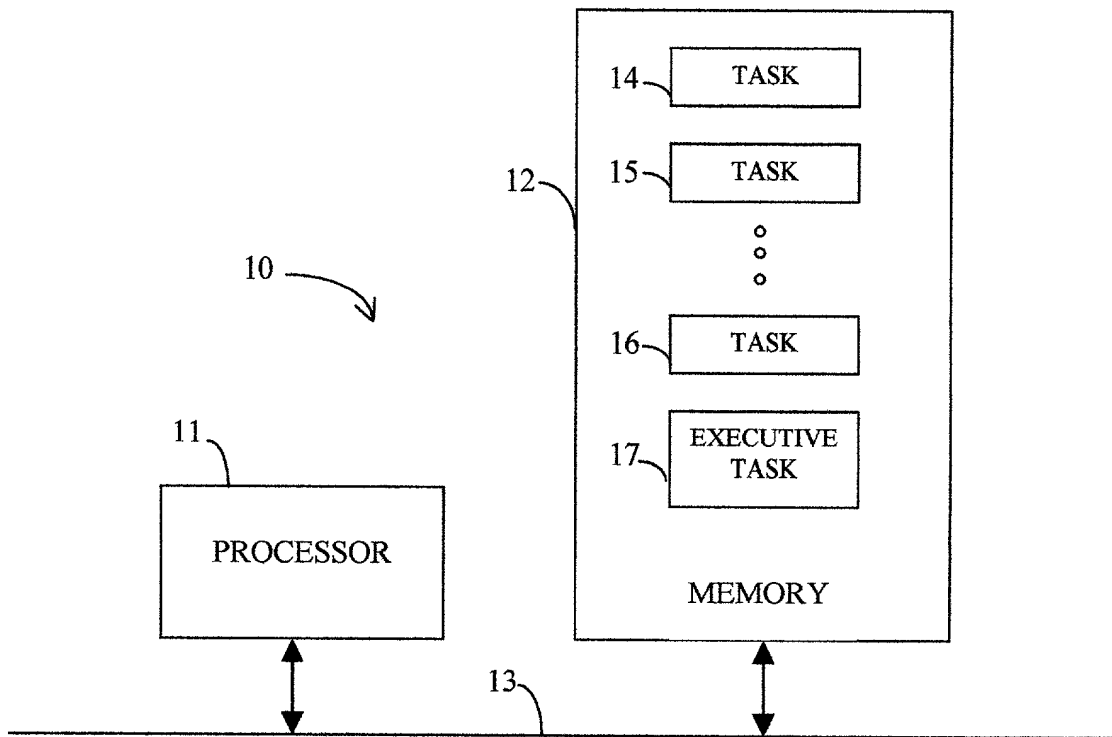 14 TASK
15 TASK
12
10
16 TASK
17 EXECUTIVE
TASK
11
PROCESSOR
MEMORY
13